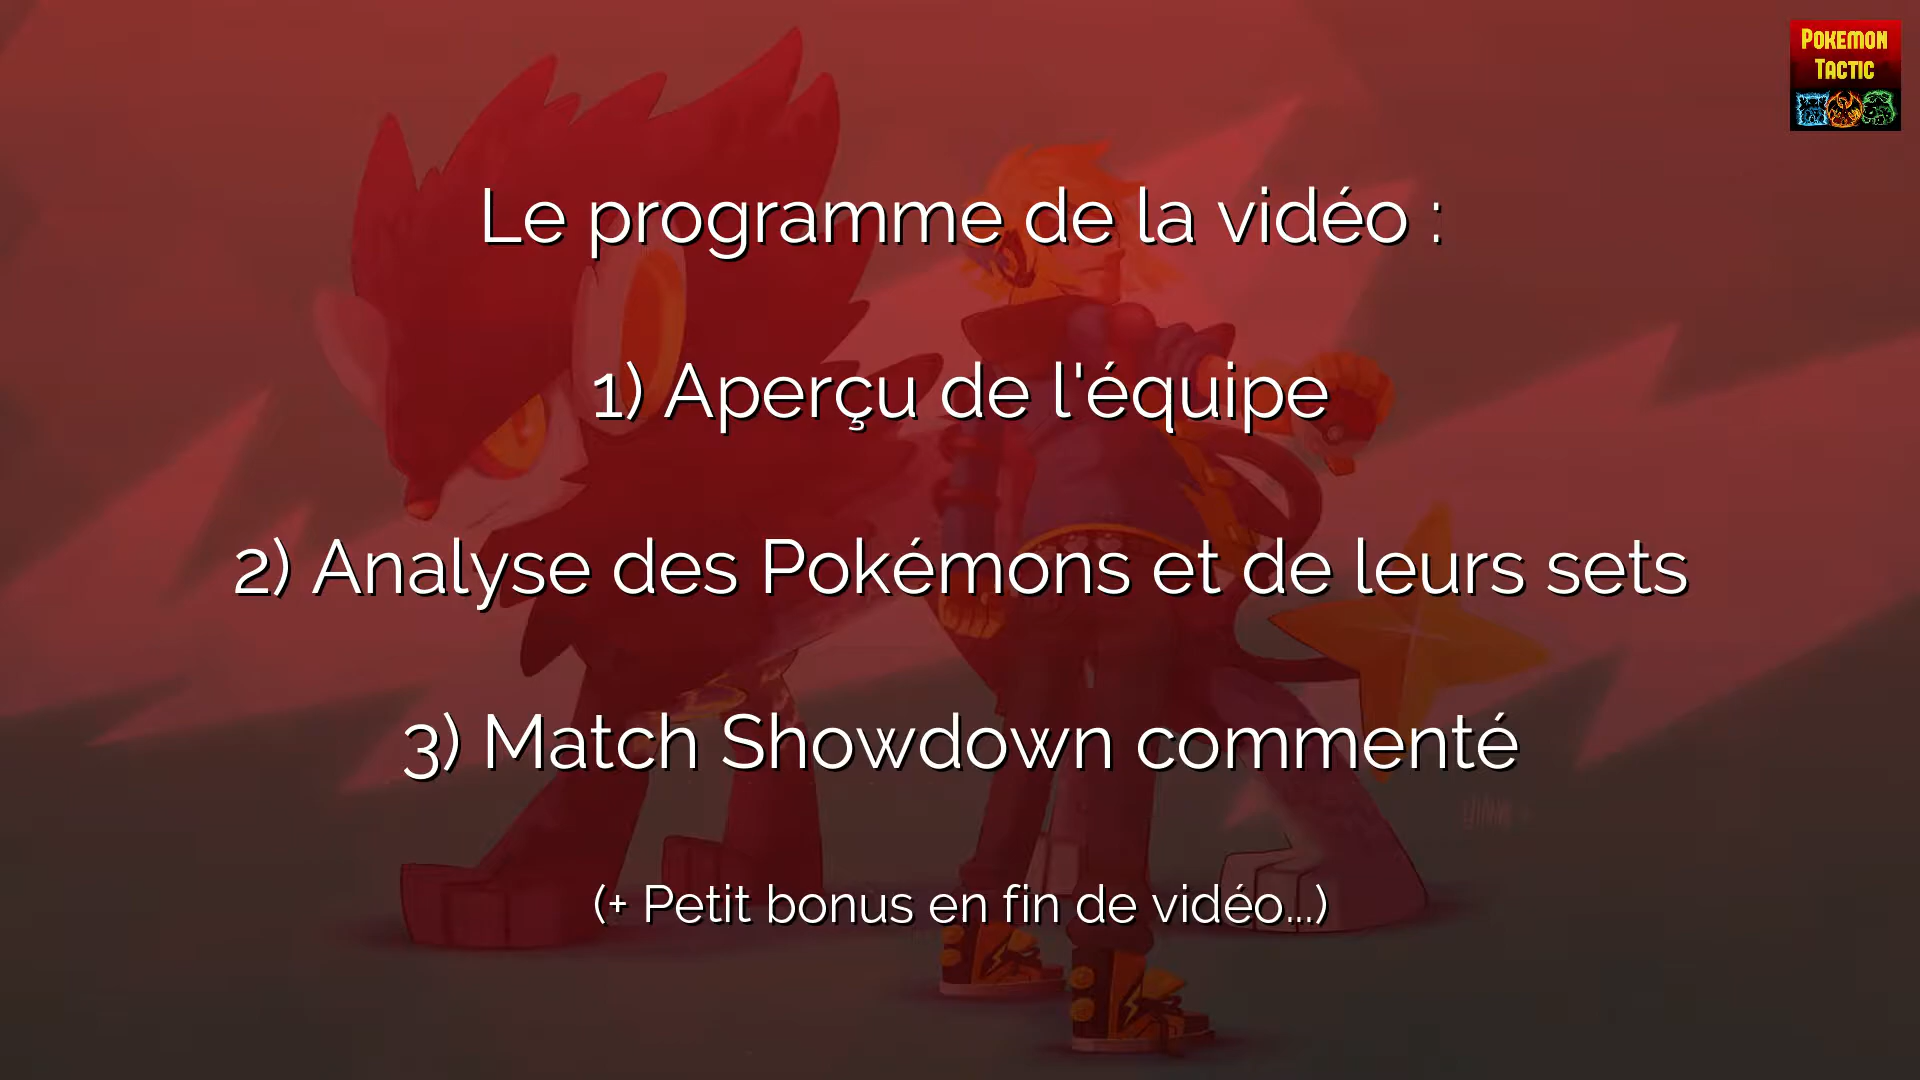 POKEMON
TACTIC
Le programme de la vidéo :
1) Aperçu de l'équipe
2) Analyse des Pokémons et de leurs sets
3) Match Showdown commenté
(+ Petit bonus en fin de vidéo...)